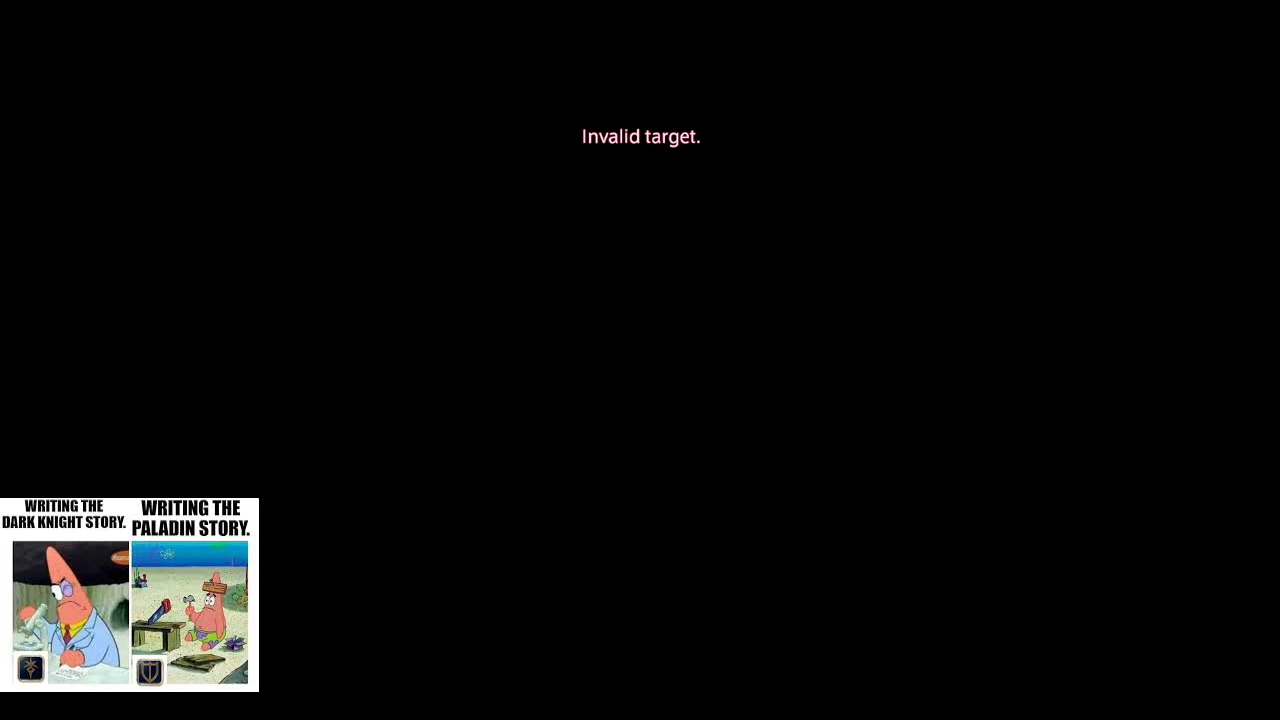 Invalid target.
WRITING THE
DARK KNIGHT STORY.
WRITING THE
PALADIN STORY.